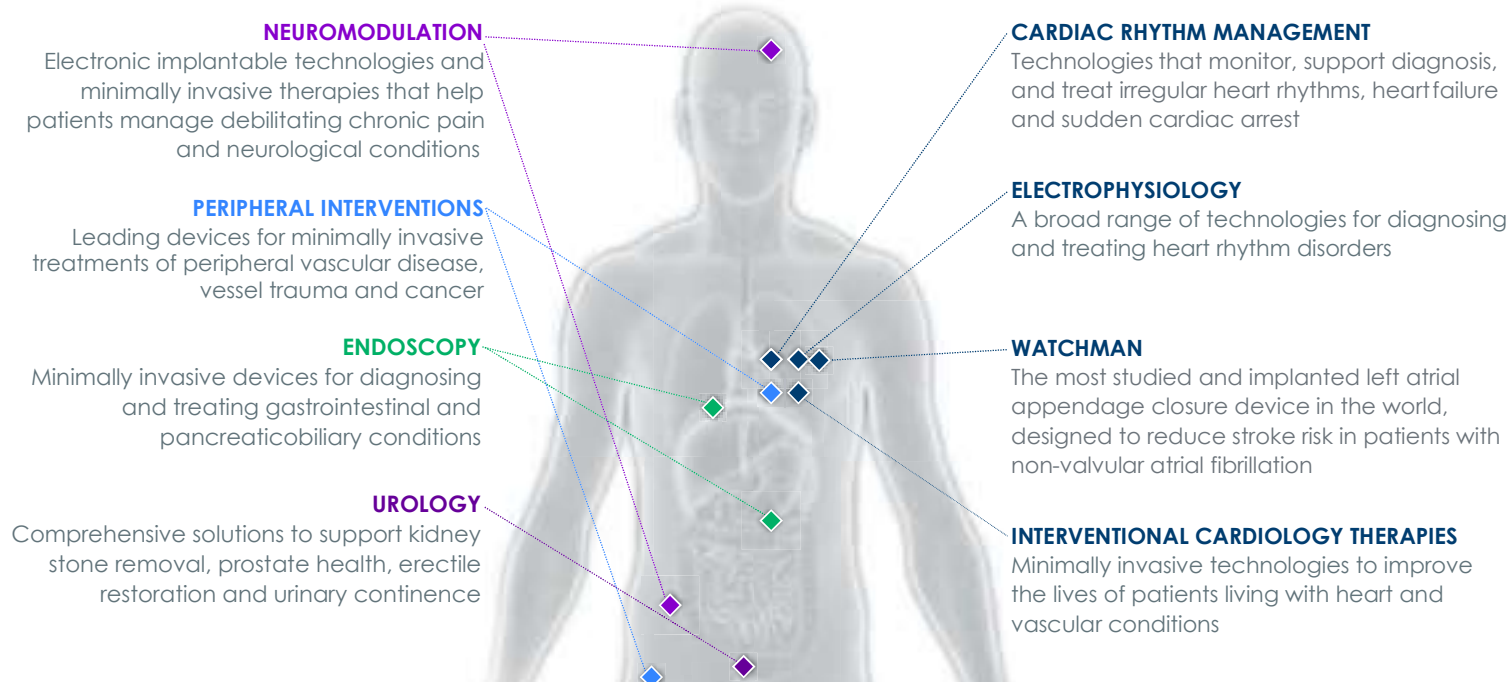 NEUROMODULATION
Electronic implantable technologies and
minimally invasive therapies that help
patients manage debilitating chronic pain
and neurological conditions
PERIPHERAL INTERVENTIONS
Leading devices for minimally invasive
treatments of peripheral vascular disease,
vessel trauma and cancer
ENDOSCOPY
Minimally invasive devices for diagnosing
and treating gastrointestinal and
pancreaticobiliary conditions
UROLOGY
Comprehensive solutions to support kidney
stone removal, prostate health, erectile
restoration and urinary continence
CARDIAC RHYTHM MANAGEMENT
Technologies that monitor, support diagnosis,
and treat irregular heart rhythms, heart failure
and sudden cardiac arrest
ELECTROPHYSIOLOGY
A broad range of technologies for diagnosing
and treating heart rhythm disorders
WATCHMAN
The most studied and implanted left atrial
appendage closure device in the world,
designed to reduce stroke risk in patients with
non-valvular atrial fibrillation
INTERVENTIONAL CARDIOLOGY THERAPIES
Minimally invasive technologies to improve
the lives of patients living with heart and
vascular conditions